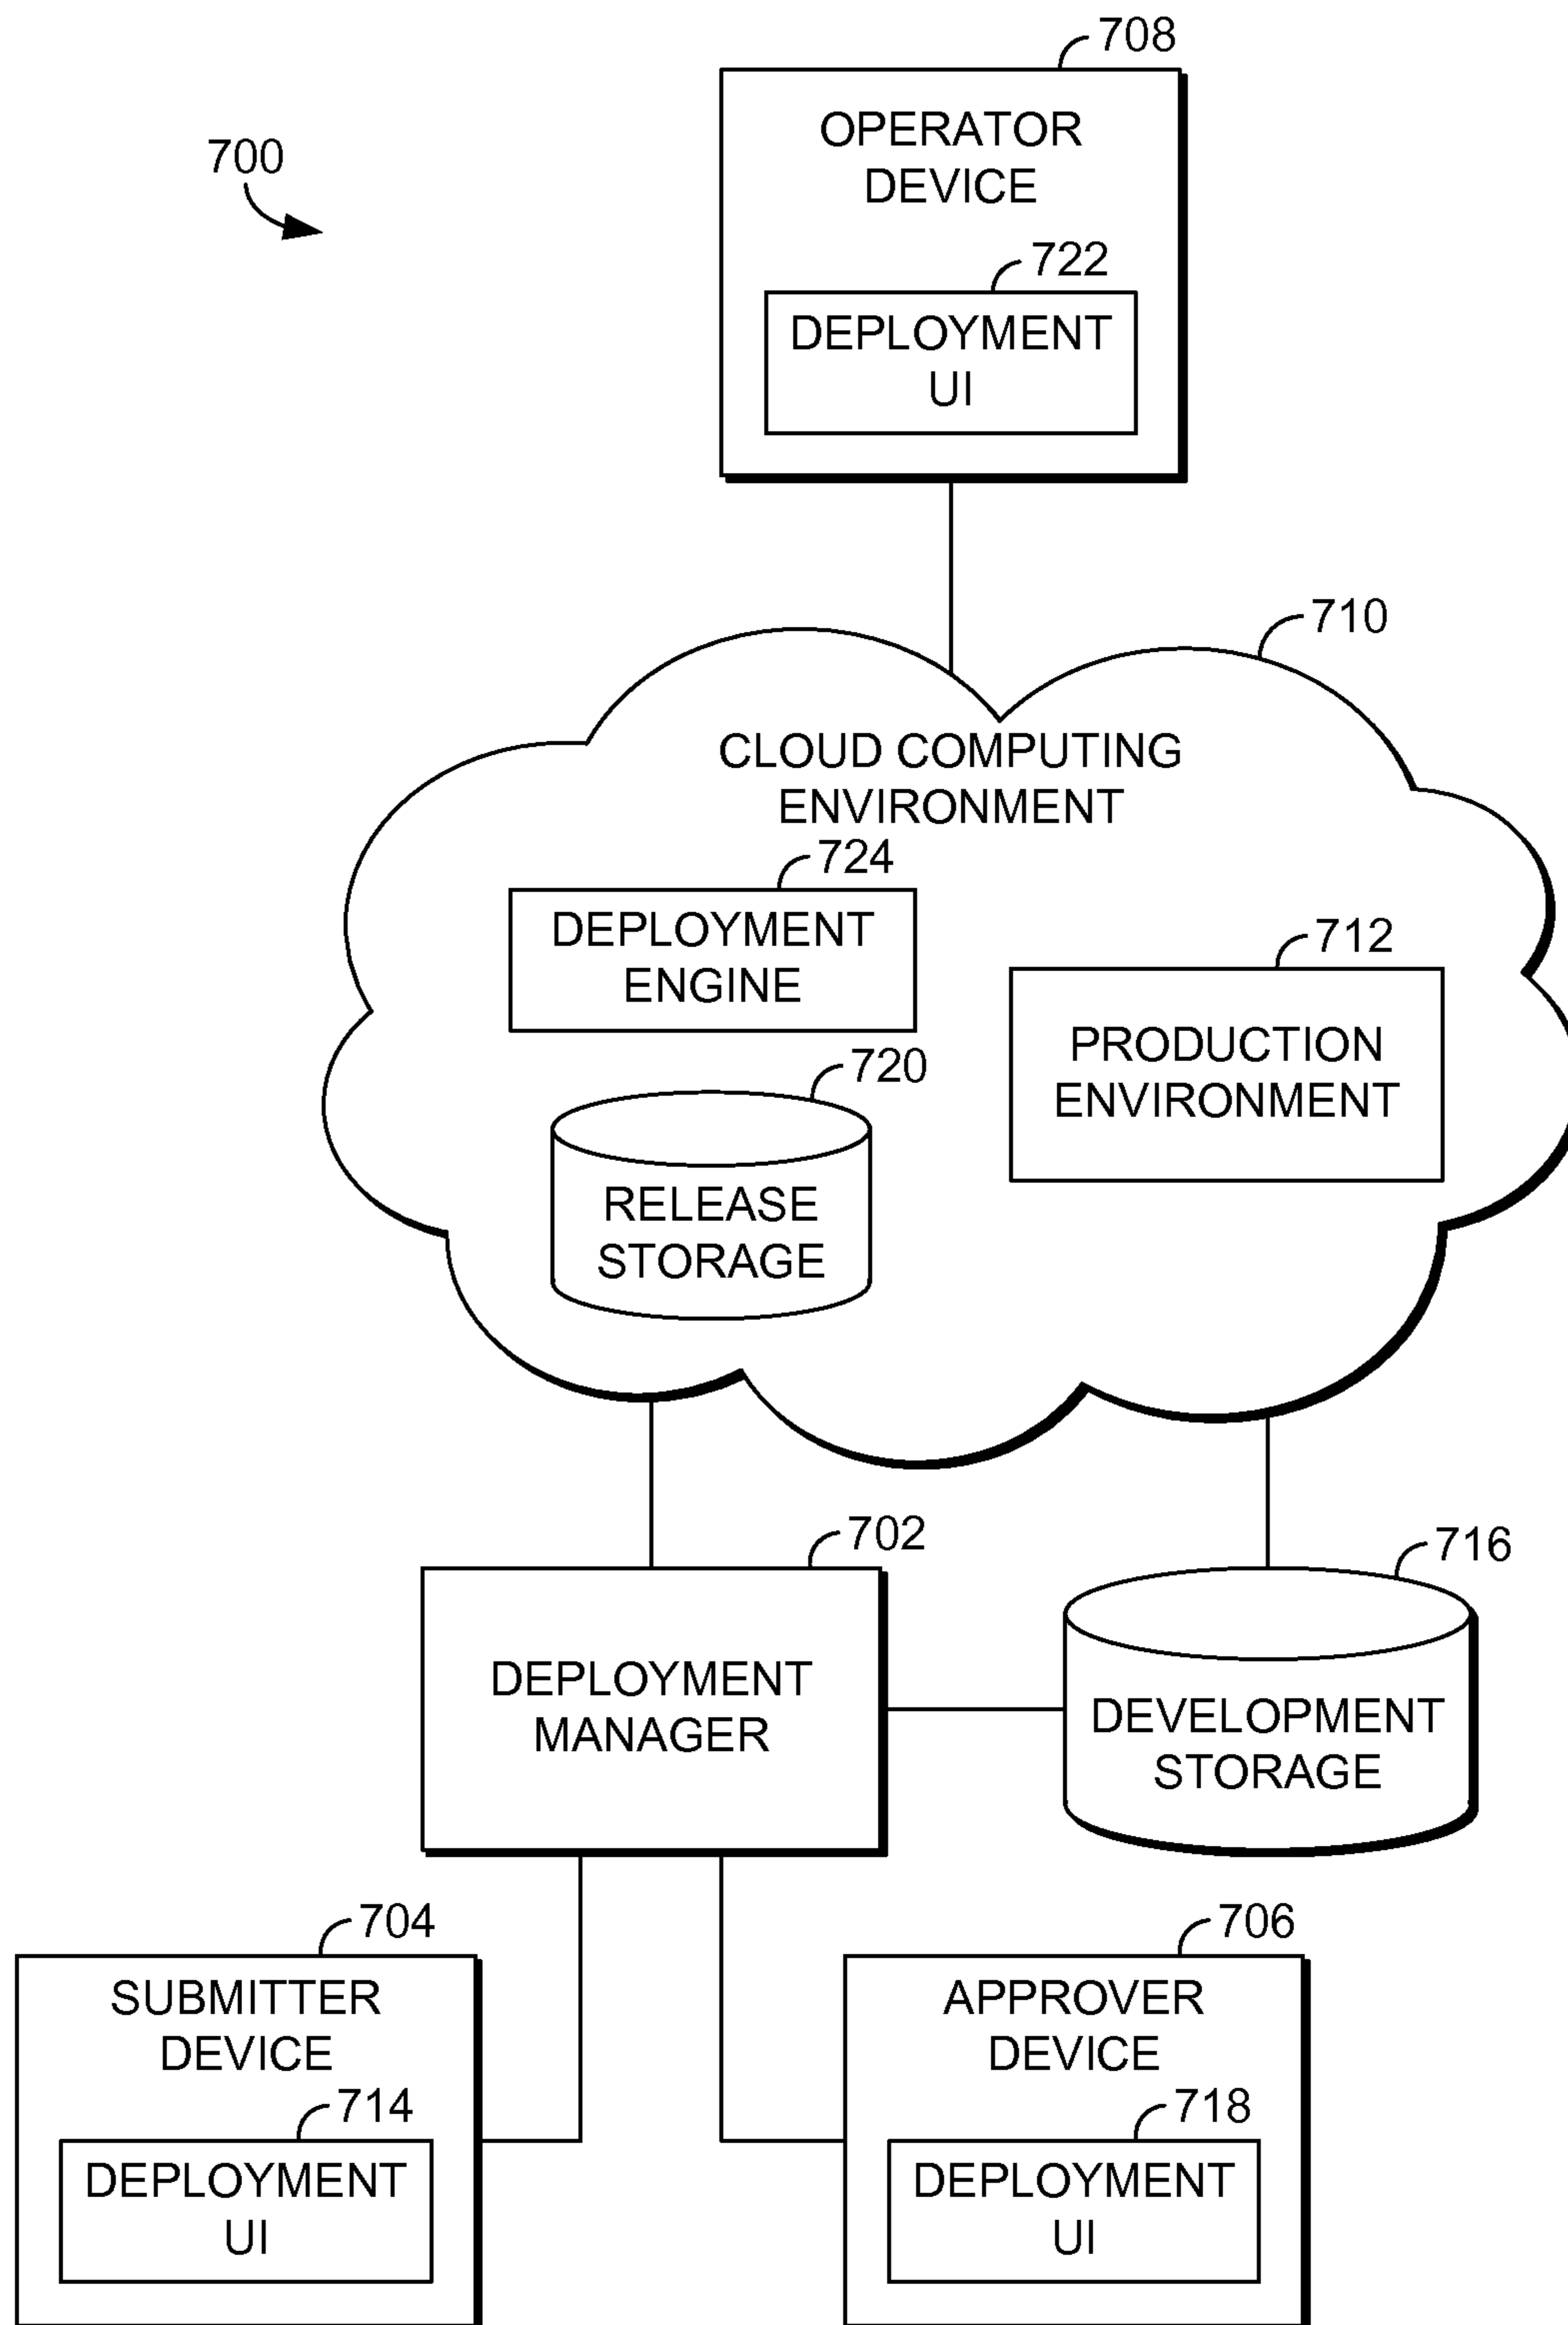 708
OPERATOR
DEVICE
700
722
DEPLOYMENT
UI
710
CLOUD COMPUTING
ENVIRONMENT
724
DEPLOYMENT
ENGINE
712
PRODUCTION
ENVIRONMENT
720
RELEASE
STORAGE
702
DEPLOYMENT
MANAGER
716
DEVELOPMENT
STORAGE
704
SUBMITTER
DEVICE
714
DEPLOYMENT
UI
706
APPROVER
DEVICE
718
DEPLOYMENT
UI